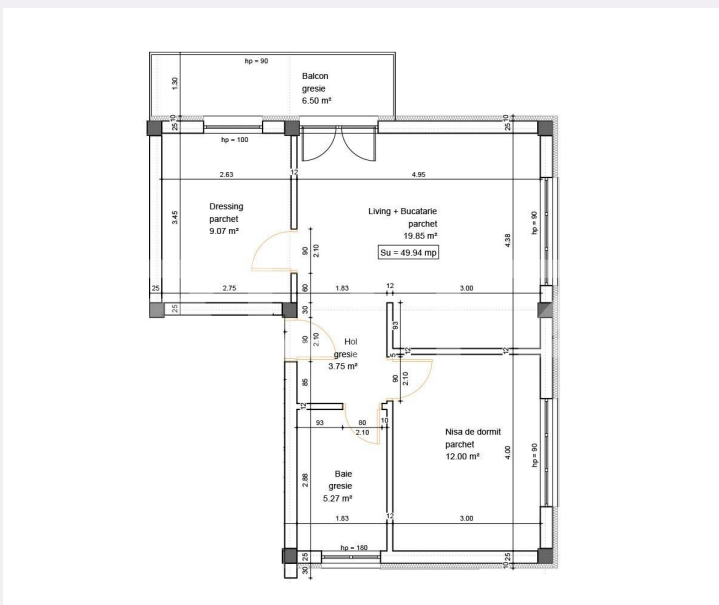 hp = 90
Balcon
gresie
6.50 m²
1.30
25
10
25
10
hp = 100
2.63
12
4.95
Dressing
parchet
9.07 m²
3.45
Living + Bucatarie
parchet
19.85 m²
Su = 49.94 mp
4.38
hp = 90
90
2.10
25
2.75
60
1.83
12
3.00
25
30
93
90
2.10
Hol
gresie
3.75 m²
12
12
5
85
90
2.10
12
93
80
10
2.10
Nisa de dormit
parchet
12.00 m²
4.00
hp = 90
2.88
Baie
gresie
5.27 m²
1.83
12
3.00
hp = 180
25
30
10
25